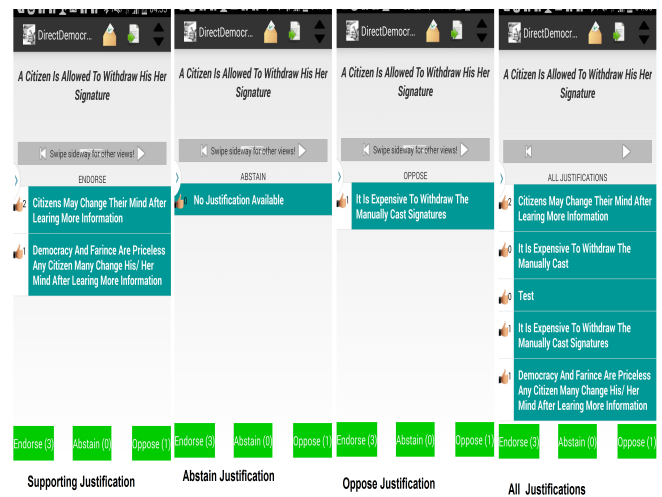 DirectDemocr...
A Citizen Is Allowed To Withdraw His Her
Signature
Swipe sideway for other views!
ENDORSE
2
Citizens May Change Their Mind After
Learing More Information
1
Democracy And Farince Are Priceless
Any Citizen Many Change His/ Her
Mind After Learing More Information
Endorse (3)
Abstain (0)
Oppose (1)
Supporting Justification
DirectDemocr...
A Citizen Is Allowed To Withdraw His Her
Signature
Swipe sideway for other views!
ABSTAIN
0
No Justification Available
Endorse (3)
Abstain (0)
Oppose (1)
Abstain Justification
DirectDemocr...
A Citizen Is Allowed To Withdraw His Her
Signature
Swipe sideway for other views!
OPPOSE
1
It Is Expensive To Withdraw The
Manually Cast Signatures
Endorse (3)
Abstain (0)
Oppose (1)
Oppose Justification
DirectDemocr...
A Citizen Is Allowed To Withdraw His Her
Signature
ALL JUSTIFICATIONS
2
Citizens May Change Their Mind After
Learing More Information
0
It Is Expensive To Withdraw The
Manually Cast
0
Test
1
It Is Expensive To Withdraw The
Manually Cast Signatures
1
Democracy And Farince Are Priceless
Any Citizen Many Change His/ Her
Mind After Learing More Information
Endorse (3)
Abstain (0)
Oppose (1)
All Justifications